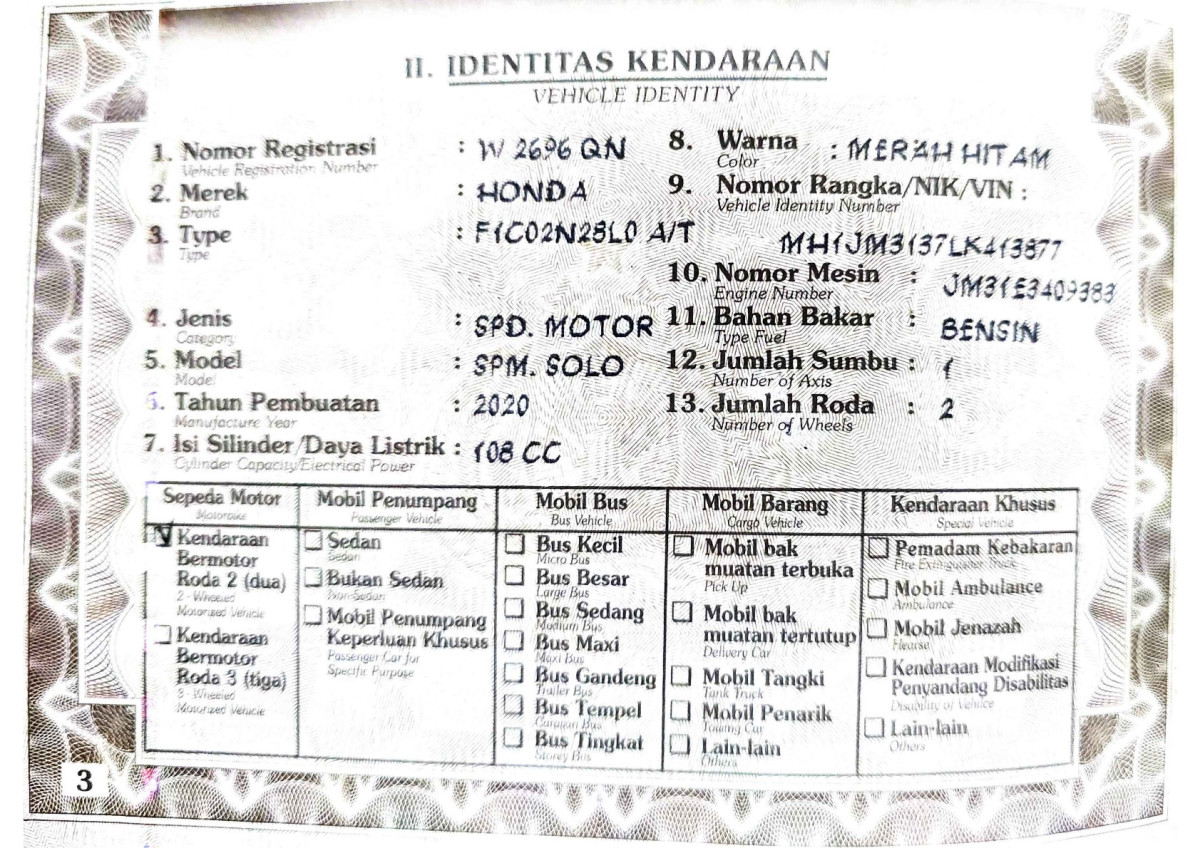 II. IDENTITAS KENDARAAN
VEHICLE IDENTITY
1. Nomor Registrasi : W 2696 QN
Vehicle Registration Number
2. Merek : HONDA
Brand
3. Type : F1C02N28L0 A/T
Type
4. Jenis : SPD. MOTOR
Category
5. Model : SPM. SOLO
Model
6. Tahun Pembuatan : 2020
Manufacture Year
7. Isi Silinder/Daya Listrik : 108 CC
Cylinder Capacity/Electrical Power
8. Warna : MERAH HITAM
Color
9. Nomor Rangka/NIK/VIN :
Vehicle Identity Number
MH1JM3137LK413877
10. Nomor Mesin : JM31E3409383
Engine Number
11. Bahan Bakar : BENSIN
Type Fuel
12. Jumlah Sumbu : 1
Number of Axis
13. Jumlah Roda : 2
Number of Wheels
Sepeda Motor
Motorbike
Kendaraan
Bermotor
Roda 2 (dua)
2 - Wheeled
Motorized Vehicle
Kendaraan
Bermotor
Roda 3 (tiga)
3 - Wheeled
Motorized Vehicle
Mobil Penumpang
Passenger Vehicle
Sedan
Sedan
Bukan Sedan
Non-Sedan
Mobil Penumpang
Keperluan Khusus
Passenger Car for
Specific Purpose
Mobil Bus
Bus Vehicle
Bus Kecil
Micro Bus
Bus Besar
Large Bus
Bus Sedang
Medium Bus
Bus Maxi
Maxi Bus
Bus Gandeng
Trailer Bus
Bus Tempel
Caravan Bus
Bus Tingkat
Storey Bus
Mobil Barang
Cargo Vehicle
Mobil bak
muatan terbuka
Pick Up
Mobil bak
muatan tertutup
Delivery Car
Mobil Tangki
Tank Truck
Mobil Penarik
Towing Car
Lain-lain
Others
Kendaraan Khusus
Special Vehicle
Pemadam Kebakaran
Fire Extinguisher Truck
Mobil Ambulance
Ambulance
Mobil Jenazah
Hearse
Kendaraan Modifikasi
Penyandang Disabilitas
Disability of Vehicle
Lain-lain
Others
3